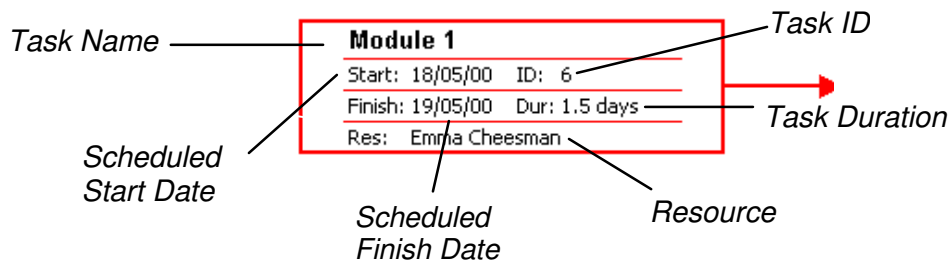 Task Name
Module 1
Task ID
Start: 18/05/00 ID: 6
Finish: 19/05/00 Dur: 1.5 days
Task Duration
Res: Emma Cheesman
Scheduled
Start Date
Scheduled
Finish Date
Resource